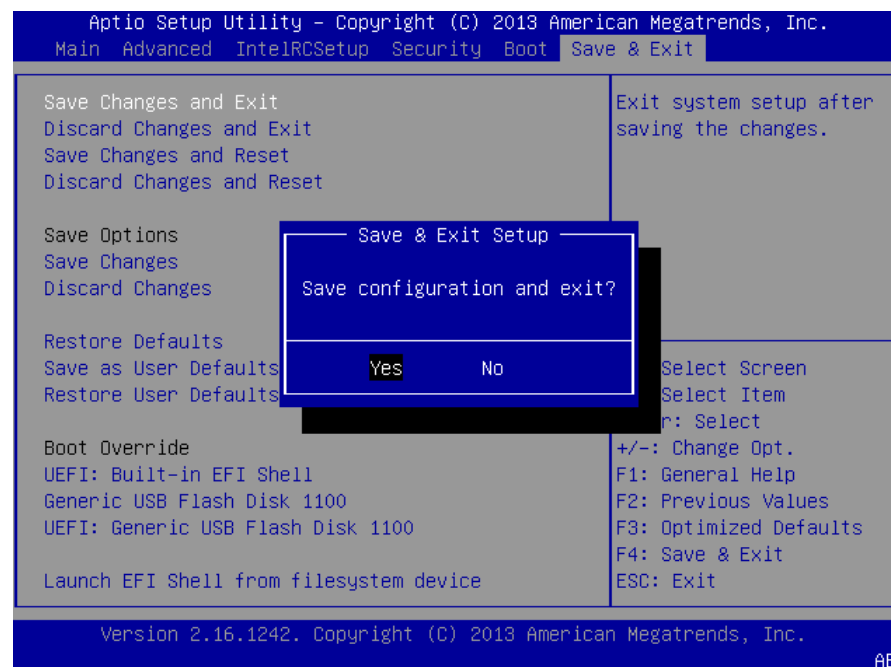 Aptio Setup Utility – Copyright (C) 2013 American Megatrends, Inc.
Main Advanced IntelRCSetup Security Boot Save & Exit
Save Changes and Exit
Discard Changes and Exit
Save Changes and Reset
Discard Changes and Reset
Save Options
Save Changes
Discard Changes
Restore Defaults
Save as User Defaults
Restore User Defaults
Boot Override
UEFI: Built-in EFI Shell
Generic USB Flash Disk 1100
UEFI: Generic USB Flash Disk 1100
Launch EFI Shell from filesystem device
Save & Exit Setup
Save configuration and exit?
Yes No
Exit system setup after
saving the changes.
Select Screen
Select Item
r: Select
+/-: Change Opt.
F1: General Help
F2: Previous Values
F3: Optimized Defaults
F4: Save & Exit
ESC: Exit
Version 2.16.1242. Copyright (C) 2013 American Megatrends, Inc.